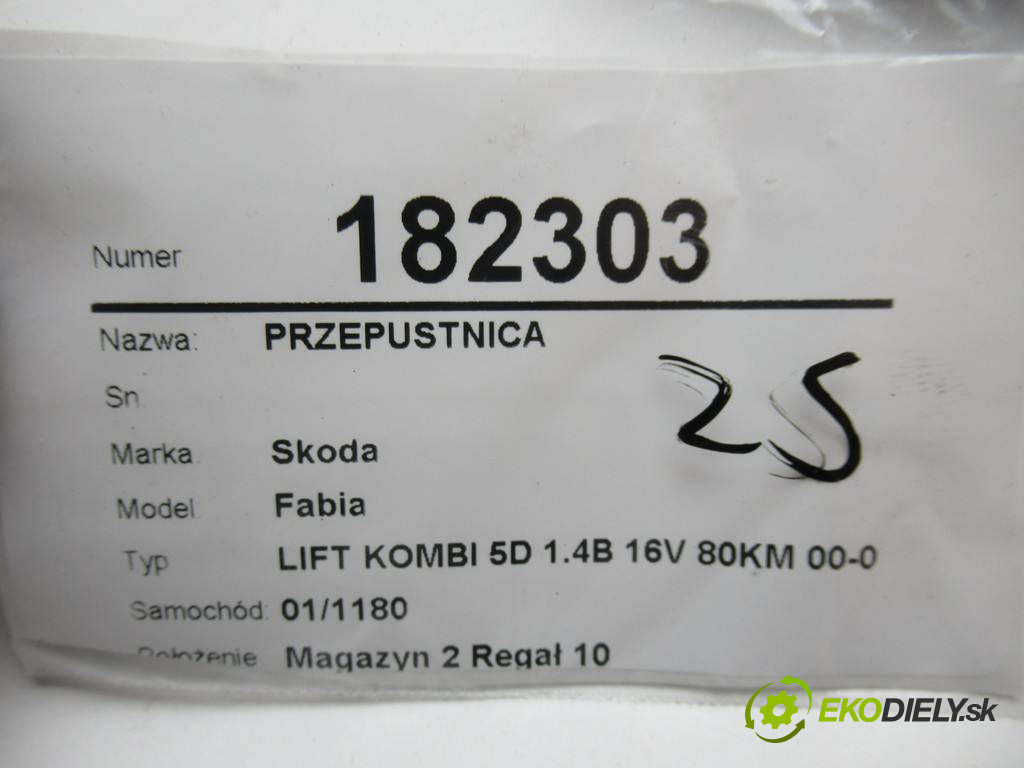 Numer 182303
Nazwa: PRZEPUSTNICA
Sn
25
Marka Skoda
Model Fabia
Typ LIFT KOMBI 5D 1.4B 16V 80KM 00-0
Samochód: 01/1180
Położenie Magazyn 2 Regał 10
EKODIELY.sk